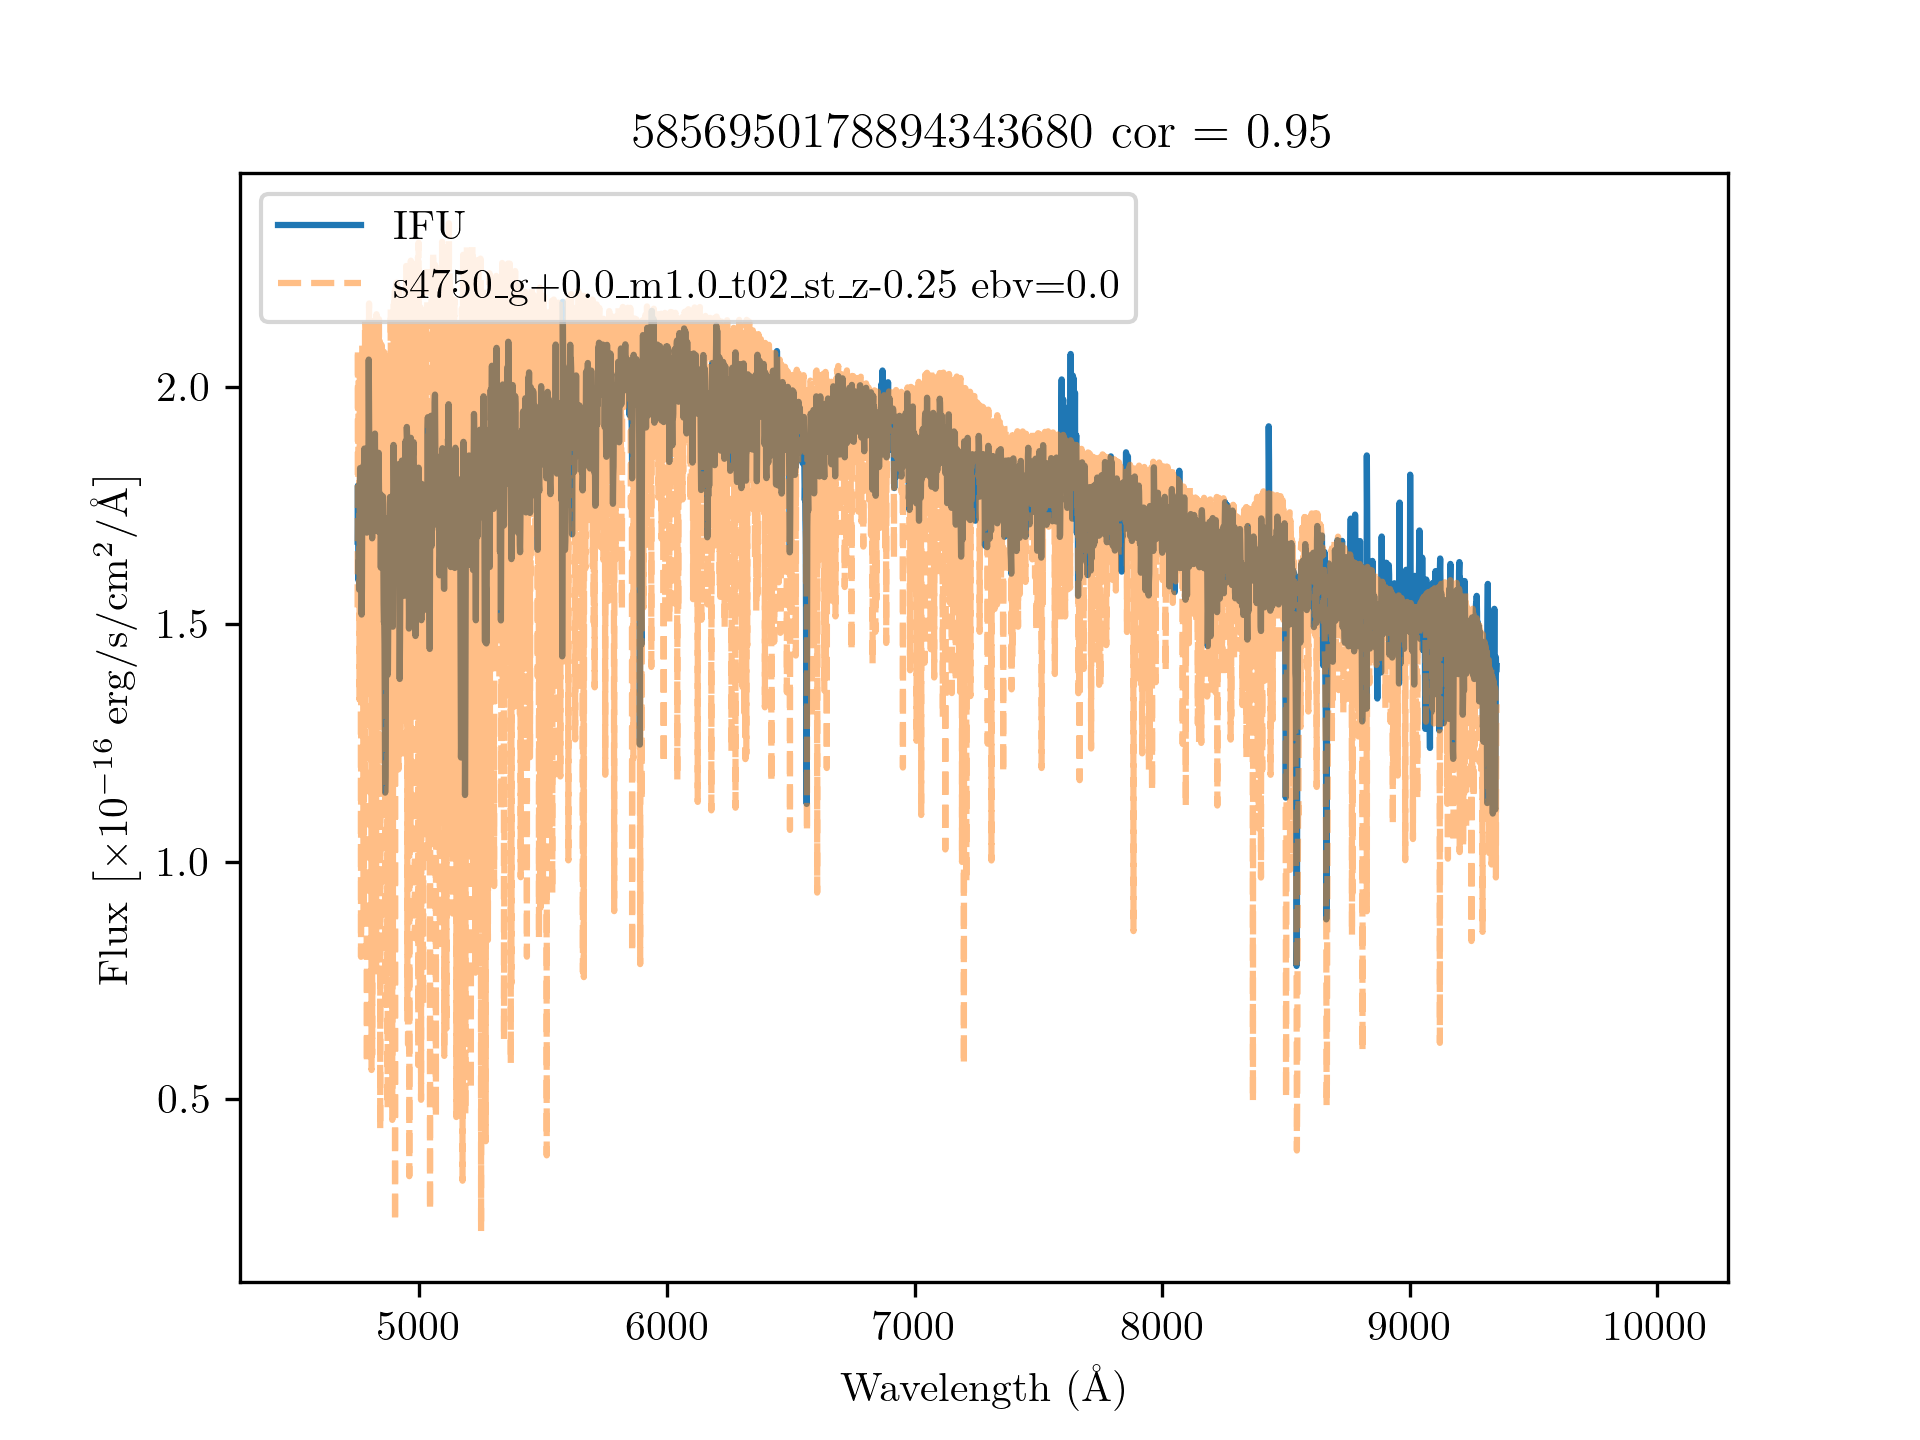 5856950178894343680 cor = 0.95
IFU
s4750_g+0.0_m1.0_t02_st_z-0.25 ebv=0.0
Flux [×10⁻¹⁶ erg/s/cm²/Å]
2.0
1.5
1.0
0.5
5000 6000 7000 8000 9000 10000
Wavelength (Å)